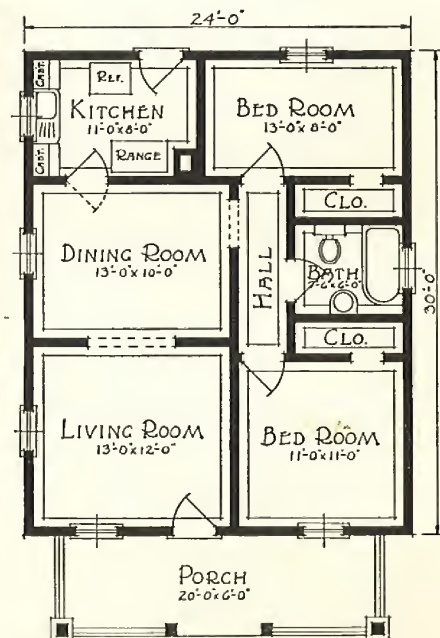 24'-0"
CABT.
REF.
KITCHEN
11'-0"x8'-0"
RANGE
CABT.
BED ROOM
13'-0"x8'-0"
CLO.
DINING ROOM
13'-0"x10'-0"
HALL
BATH
7'-6"x6'-0"
30'-0"
CLO.
LIVING ROOM
13'-0"x12'-0"
BED ROOM
11'-0"x11'-0"
PORCH
20'-0"x6'-0"